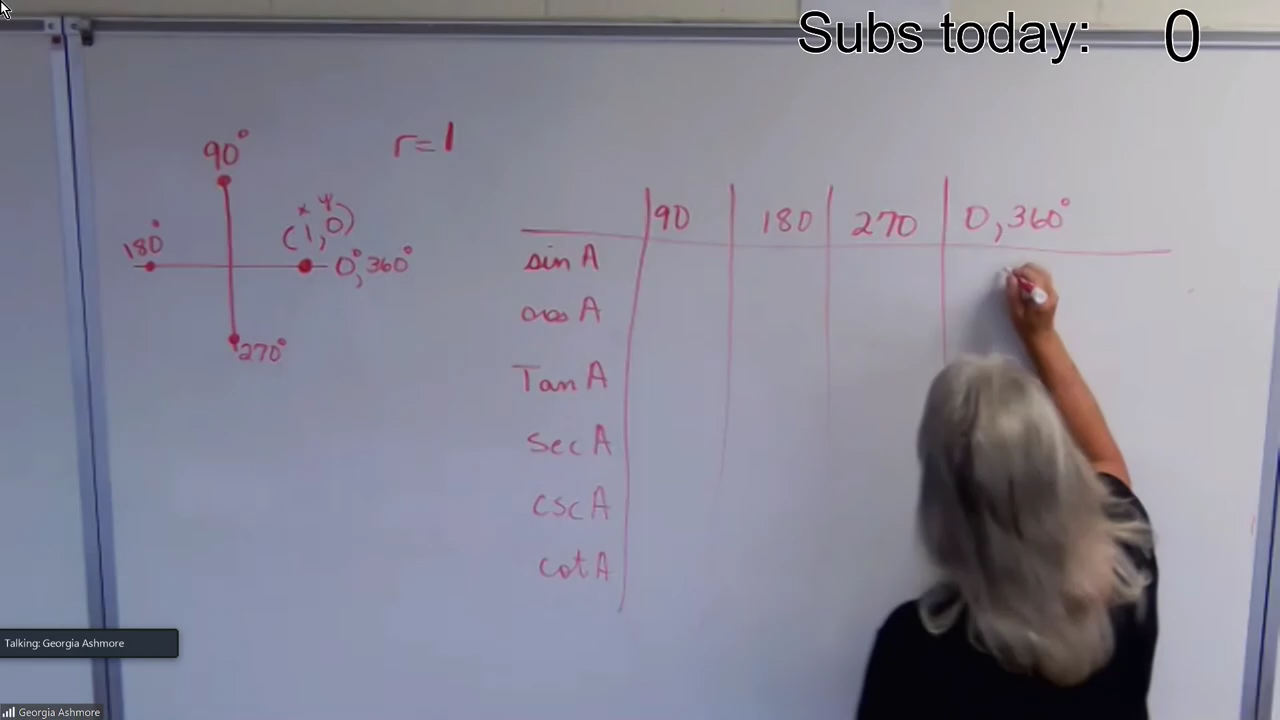 Subs today: 0
90°
r=1
x y
(1,0)
180°
0°, 360°
270°
90 180 270 0,360°
sin A
cos A
Tan A
sec A
csc A
cot A
Talking: Georgia Ashmore
Georgia Ashmore